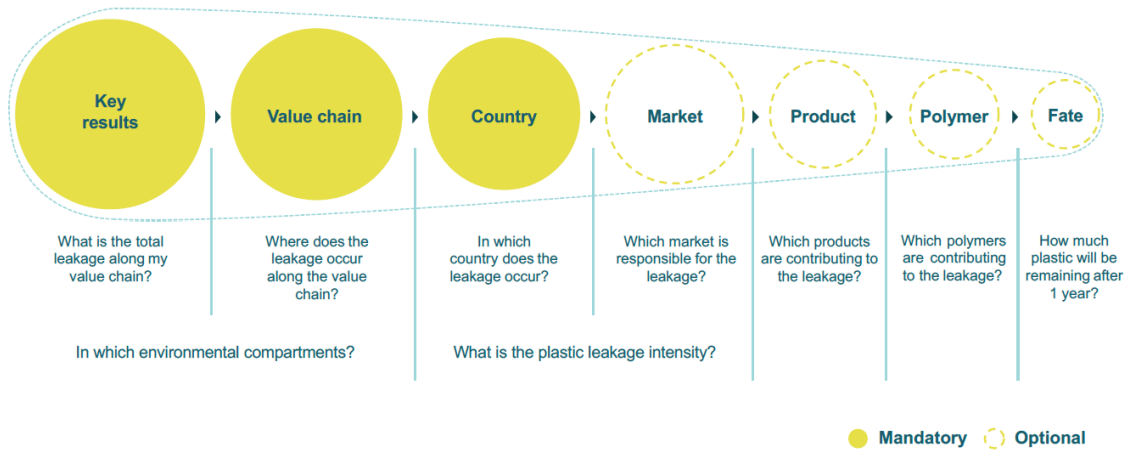 Key
results
Value chain
Country
Market
Product
Polymer
Fate
What is the total
leakage along my
value chain?
Where does the
leakage occur
along the value
chain?
In which
country does the
leakage occur?
Which market is
responsible for the
leakage?
Which products
are contributing to
the leakage?
Which polymers
are contributing
to the leakage?
How much
plastic will be
remaining after
1 year?
In which environmental compartments?
What is the plastic leakage intensity?
Mandatory
Optional